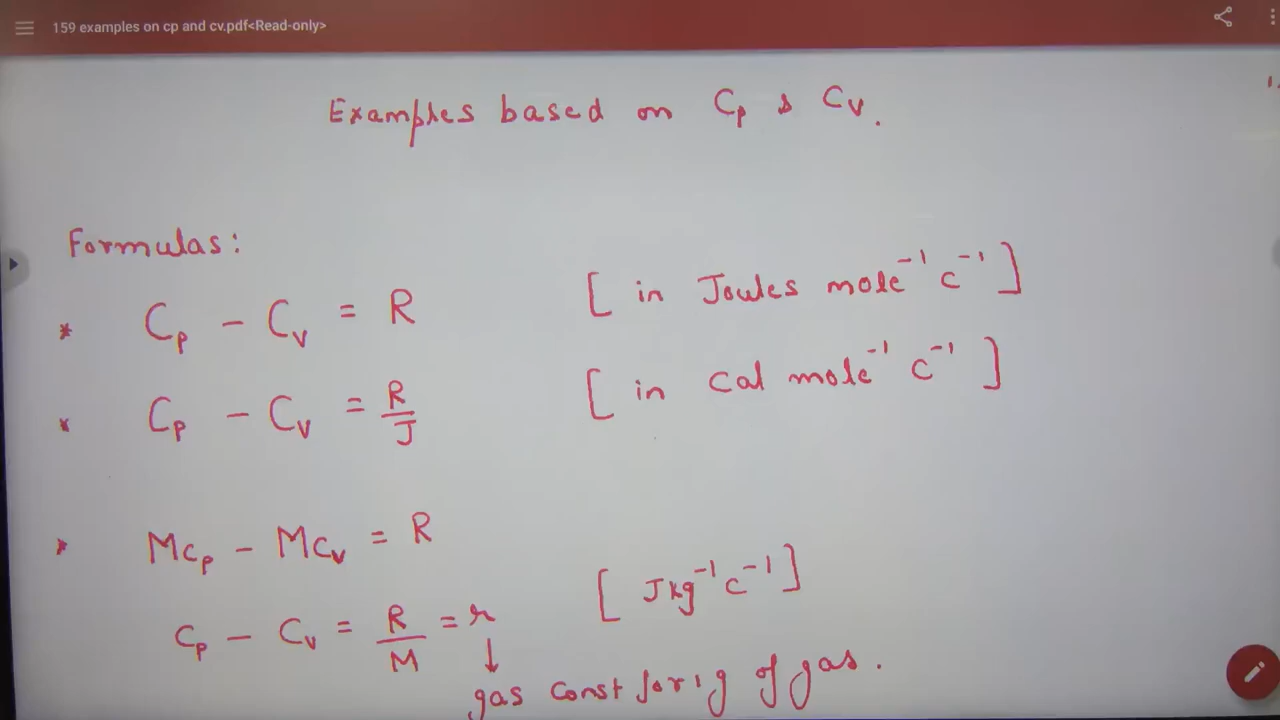 159 examples on cp and cv.pdf<Read-only>
Examples based on Cp & Cv.
Formulas:
* Cp - Cv = R [ in Joules mole⁻¹ c⁻¹ ]
* Cp - Cv = R/J [ in Cal mole⁻¹ c⁻¹ ]
* Mcp - Mcv = R
cp - cv = R/M = r [ J kg⁻¹ c⁻¹ ]
↓
gas const for 1 g of gas.